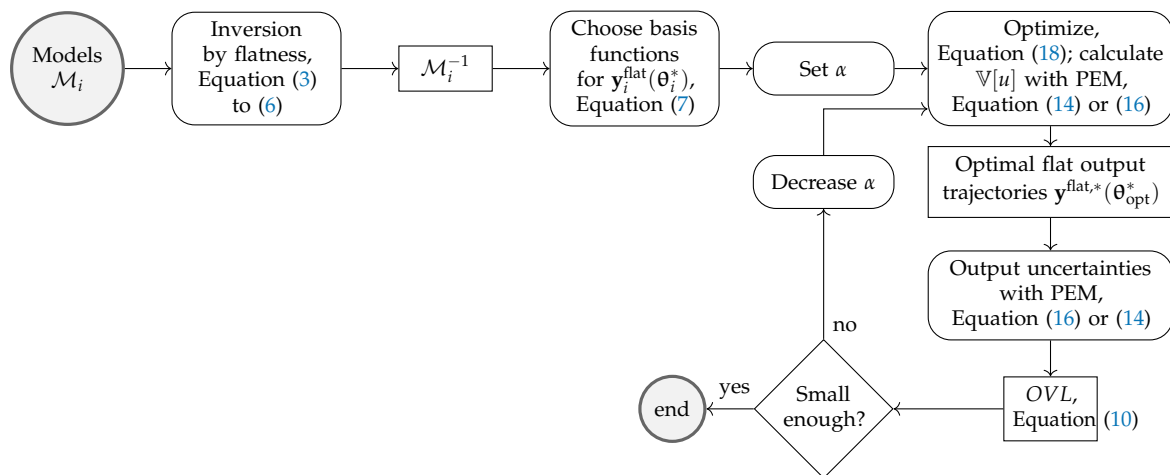 Models
ℳᵢ
Inversion
by flatness,
Equation (3)
to (6)
ℳᵢ⁻¹
Choose basis
functions
for 𝐲ᵢ^flat(𝛉ᵢ*),
Equation (7)
Set α
Optimize,
Equation (18); calculate
𝕍[u] with PEM,
Equation (14) or (16)
Decrease α
Optimal flat output
trajectories 𝐲^flat,*(𝛉*_opt)
Output uncertainties
with PEM,
Equation (16) or (14)
no
OVL,
Equation (10)
Small
enough?
yes
end